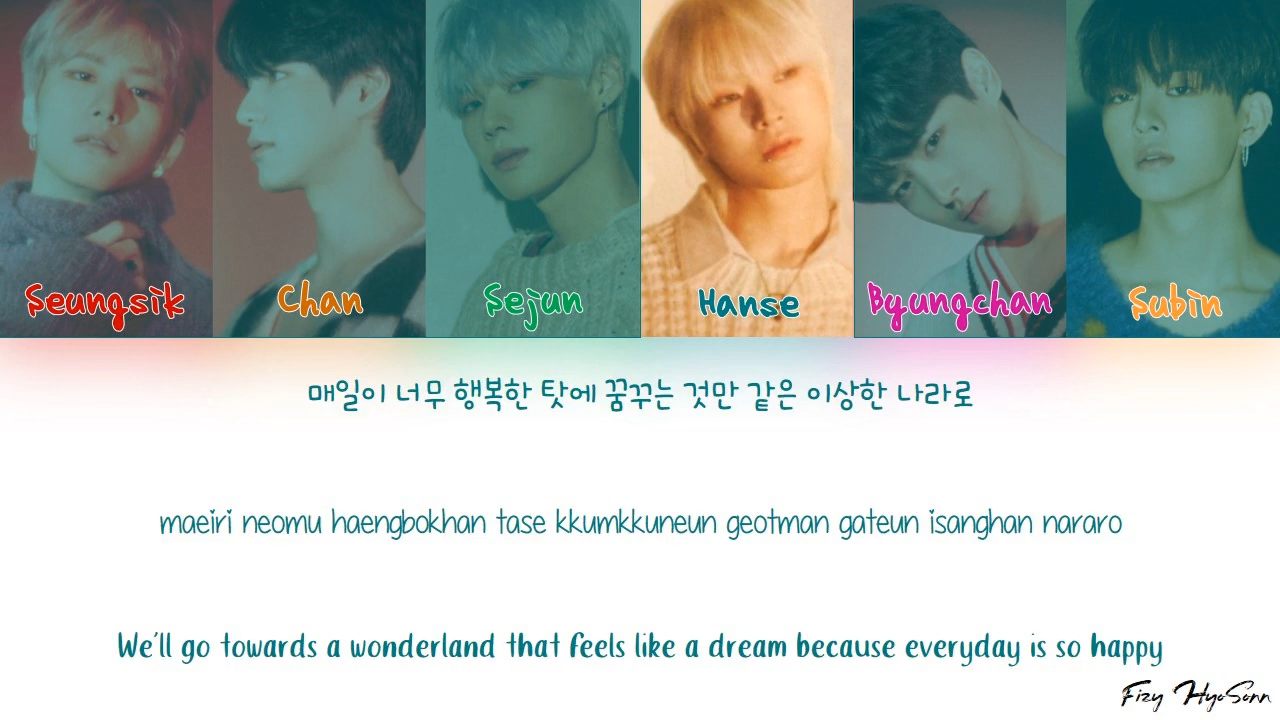 Seungsik Chan Sejun Hanse Byungchan Subin
매일이 너무 행복한 탓에 꿈꾸는 것만 같은 이상한 나라로
maeiri neomu haengbokhan tase kkumkkuneun geotman gateun isanghan nararo
We'll go towards a wonderland that feels like a dream because everyday is so happy
Fizy HyoSonn